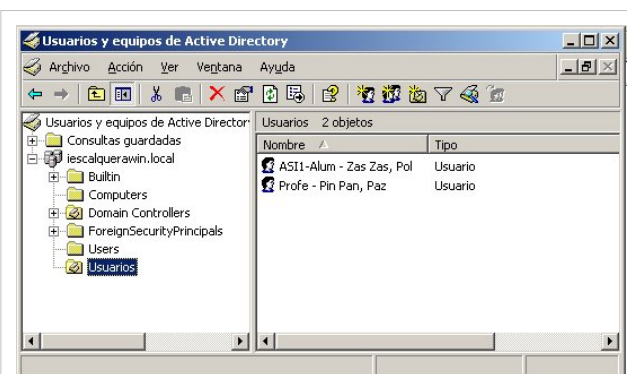 Usuarios y equipos de Active Directory
Archivo Acción Ver Ventana Ayuda
Usuarios y equipos de Active Director
Usuarios 2 objetos
Consultas guardadas
Nombre Tipo
iescalquerawin.local
ASI1-Alum - Zas Zas, Pol Usuario
Builtin
Profe - Pin Pan, Paz Usuario
Computers
Domain Controllers
ForeignSecurityPrincipals
Users
Usuarios